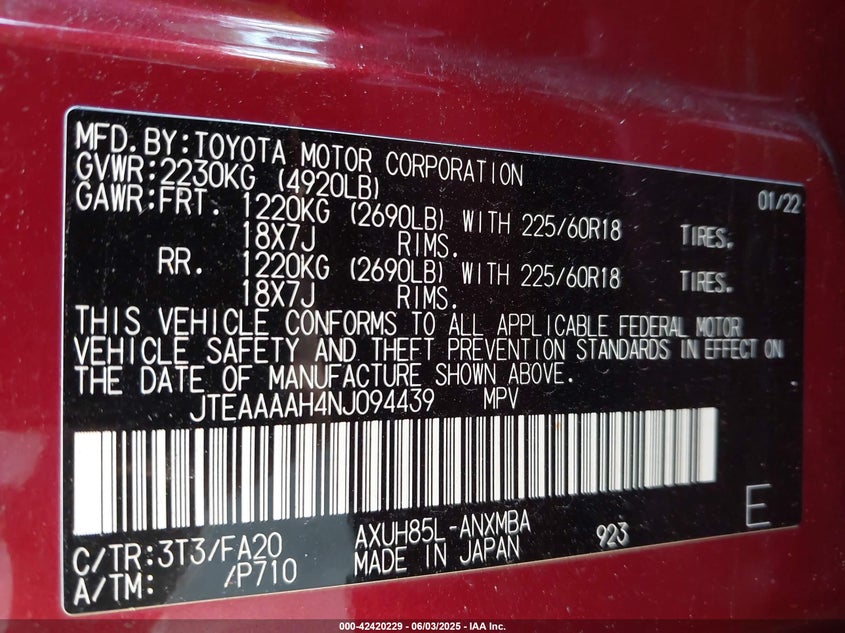 MFD.BY:TOYOTA MOTOR CORPORATION
GVWR:2230KG (4920LB) 01/22
GAWR:FRT. 1220KG (2690LB) WITH 225/60R18 TIRES.
18X7J RIMS.
RR. 1220KG (2690LB) WITH 225/60R18 TIRES.
18X7J RIMS.
THIS VEHICLE CONFORMS TO ALL APPLICABLE FEDERAL MOTOR
VEHICLE SAFETY AND THEFT PREVENTION STANDARDS IN EFFECT ON
THE DATE OF MANUFACTURE SHOWN ABOVE.
JTEAAAAH4NJ094439 MPV
C/TR:3T3/FA20 AXUH85L-ANXMBA 923 E
A/TM: /P710 MADE IN JAPAN
000-42420229 - 06/03/2025 - IAA Inc.